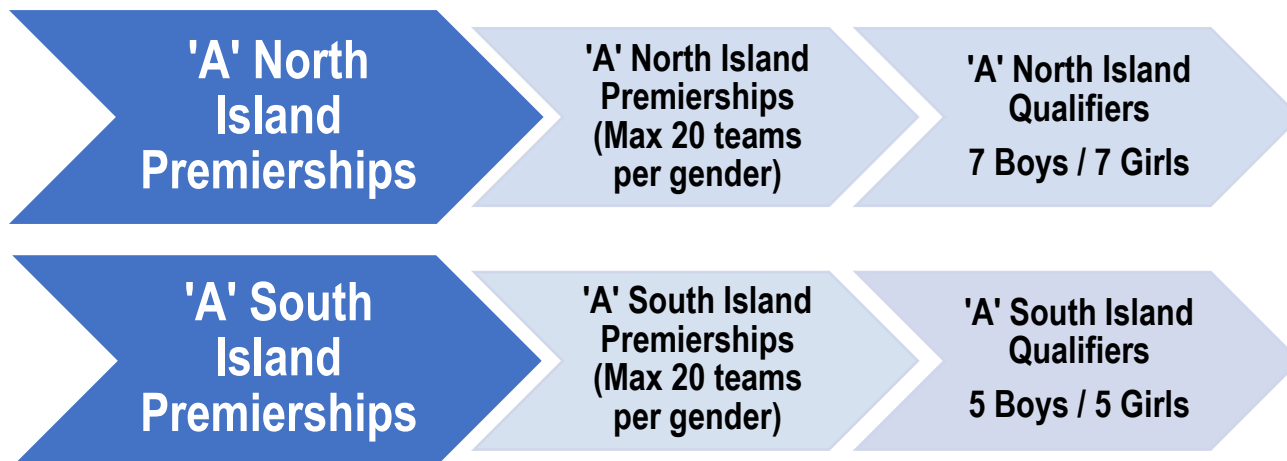 'A' North
Island
Premierships
'A' North Island
Premierships
(Max 20 teams
per gender)
'A' North Island
Qualifiers
7 Boys / 7 Girls
'A' South
Island
Premierships
'A' South Island
Premierships
(Max 20 teams
per gender)
'A' South Island
Qualifiers
5 Boys / 5 Girls